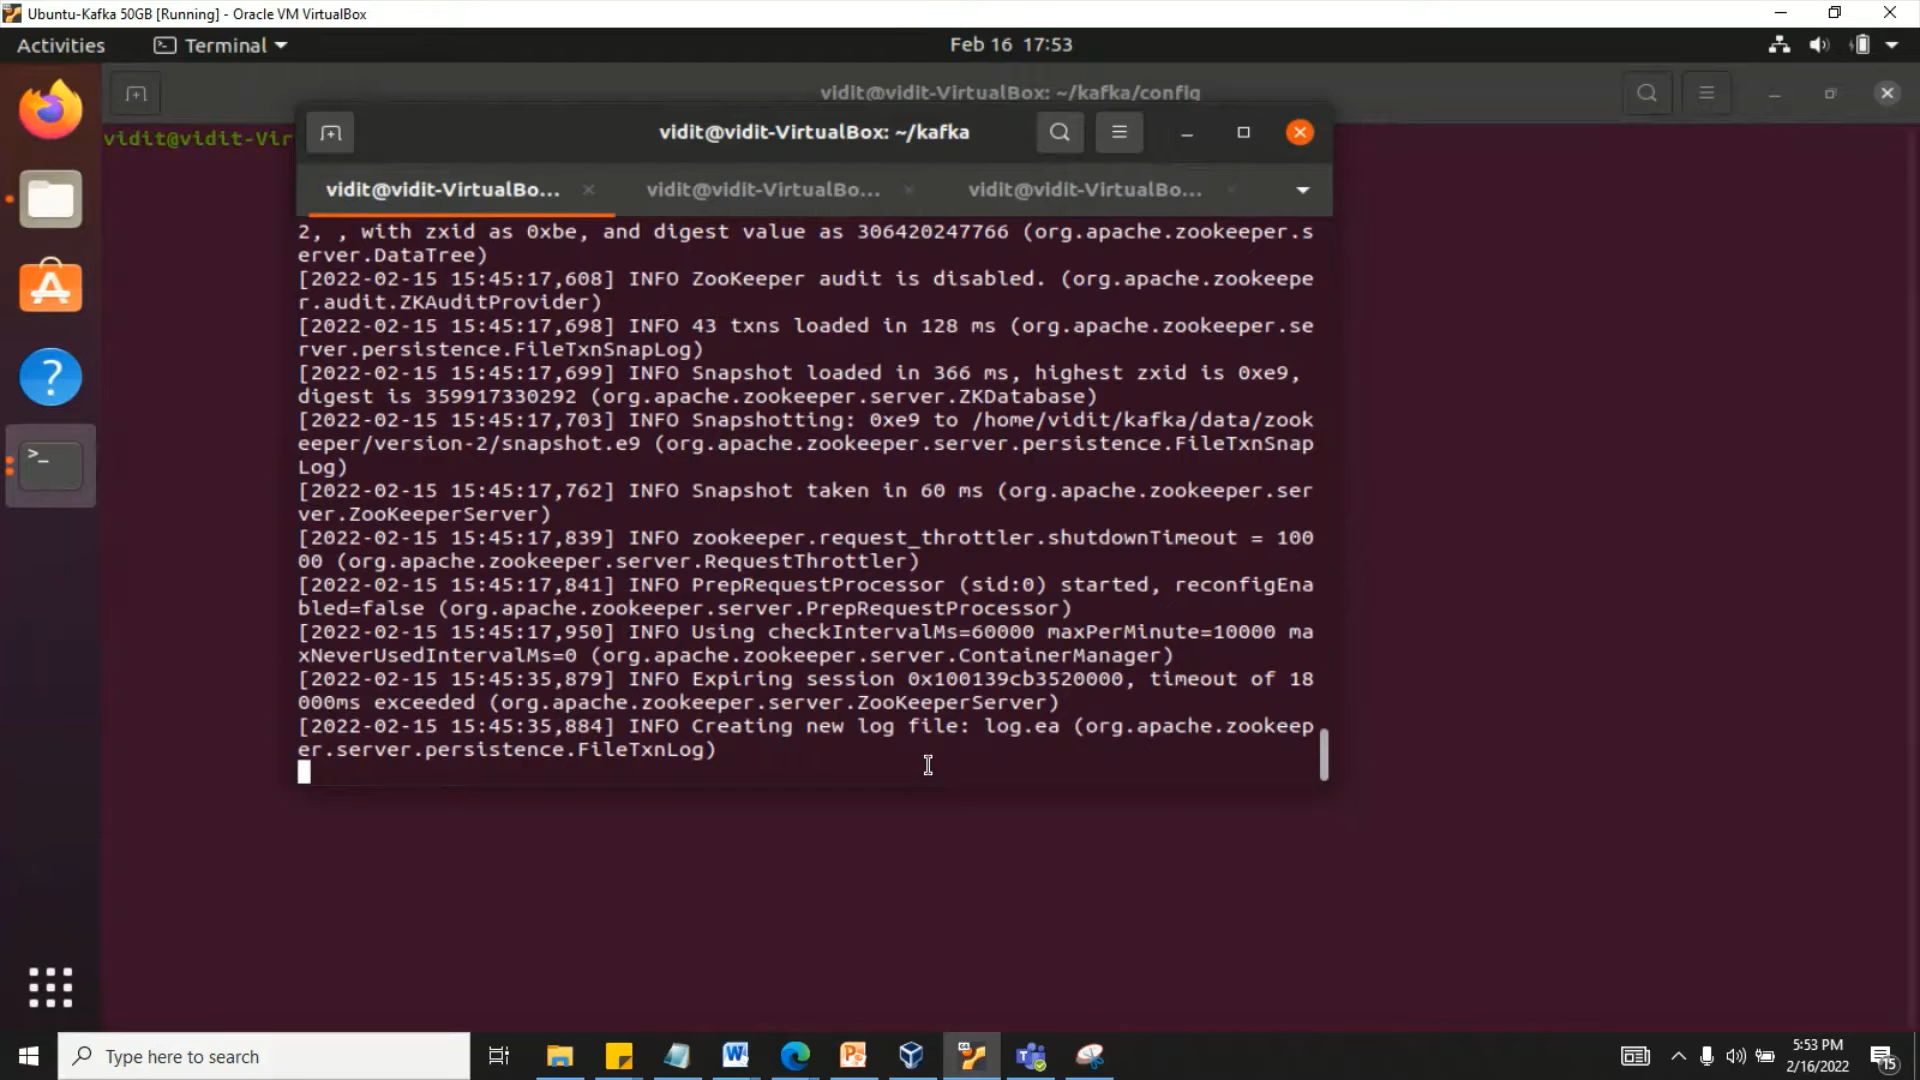 Ubuntu-Kafka 50GB [Running] - Oracle VM VirtualBox
Activities
Terminal
Feb 16 17:53
vidit@vidit-VirtualBox: ~/kafka/config
vidit@vidit-Vir
vidit@vidit-VirtualBox: ~/kafka
vidit@vidit-VirtualBo...
vidit@vidit-VirtualBo...
vidit@vidit-VirtualBo...
2, , with zxid as 0xbe, and digest value as 306420247766 (org.apache.zookeeper.s
erver.DataTree)
[2022-02-15 15:45:17,608] INFO ZooKeeper audit is disabled. (org.apache.zookeepe
r.audit.ZKAuditProvider)
[2022-02-15 15:45:17,698] INFO 43 txns loaded in 128 ms (org.apache.zookeeper.se
rver.persistence.FileTxnSnapLog)
[2022-02-15 15:45:17,699] INFO Snapshot loaded in 366 ms, highest zxid is 0xe9,
digest is 359917330292 (org.apache.zookeeper.server.ZKDatabase)
[2022-02-15 15:45:17,703] INFO Snapshotting: 0xe9 to /home/vidit/kafka/data/zook
eeper/version-2/snapshot.e9 (org.apache.zookeeper.server.persistence.FileTxnSnap
Log)
[2022-02-15 15:45:17,762] INFO Snapshot taken in 60 ms (org.apache.zookeeper.ser
ver.ZooKeeperServer)
[2022-02-15 15:45:17,839] INFO zookeeper.request_throttler.shutdownTimeout = 100
00 (org.apache.zookeeper.server.RequestThrottler)
[2022-02-15 15:45:17,841] INFO PrepRequestProcessor (sid:0) started, reconfigEna
bled=false (org.apache.zookeeper.server.PrepRequestProcessor)
[2022-02-15 15:45:17,950] INFO Using checkIntervalMs=60000 maxPerMinute=10000 ma
xNeverUsedIntervalMs=0 (org.apache.zookeeper.server.ContainerManager)
[2022-02-15 15:45:35,879] INFO Expiring session 0x100139cb3520000, timeout of 18
000ms exceeded (org.apache.zookeeper.server.ZooKeeperServer)
[2022-02-15 15:45:35,884] INFO Creating new log file: log.ea (org.apache.zookeep
er.server.persistence.FileTxnLog)
Type here to search
5:53 PM
2/16/2022
15